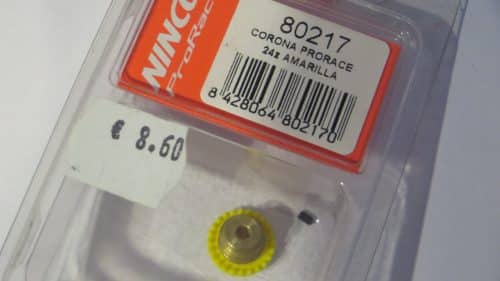 NINCO
ProRace
80217
CORONA PRORACE
24z AMARILLA
8 428064 802170
€ 8.60